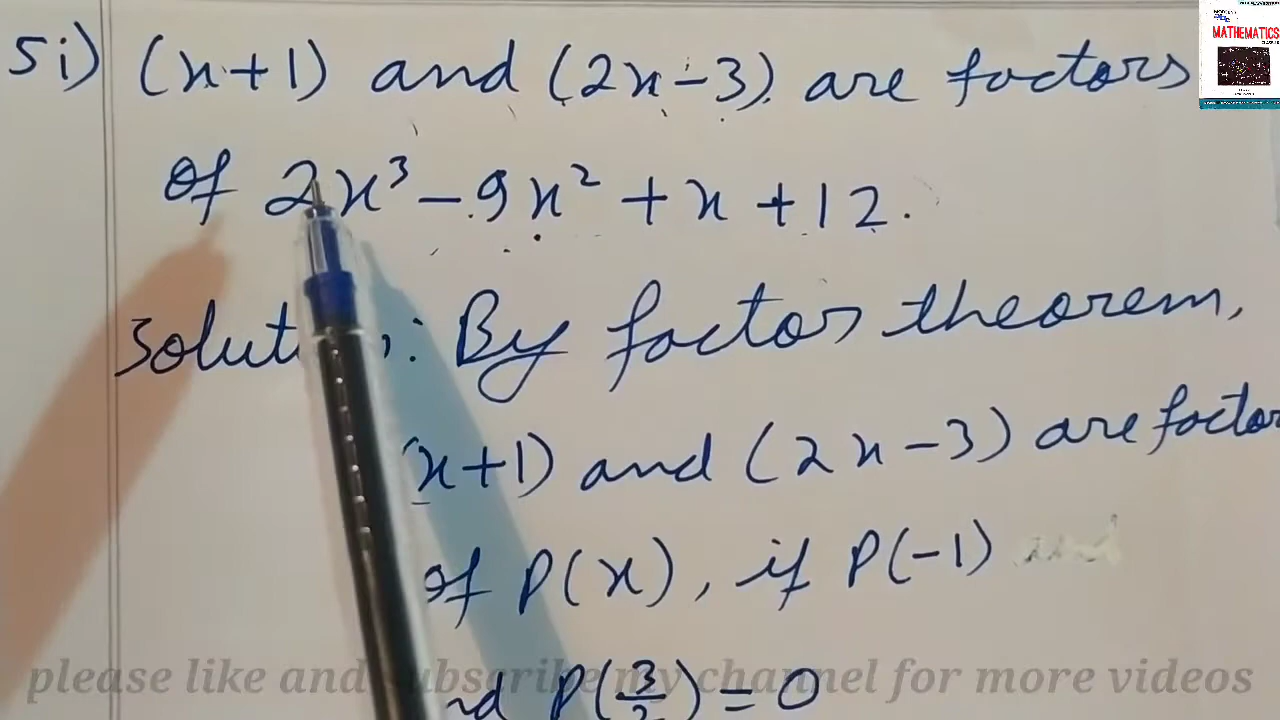 5i) (x+1) and (2x-3) are factors
of 2x³ - 9x² + x + 12.
By factor theorem,
x+1) and (2x-3) are factor
of P(x), if P(-1) and
P(3/2) = 0
please like and subscribe my channel for more videos
MATHEMATICS